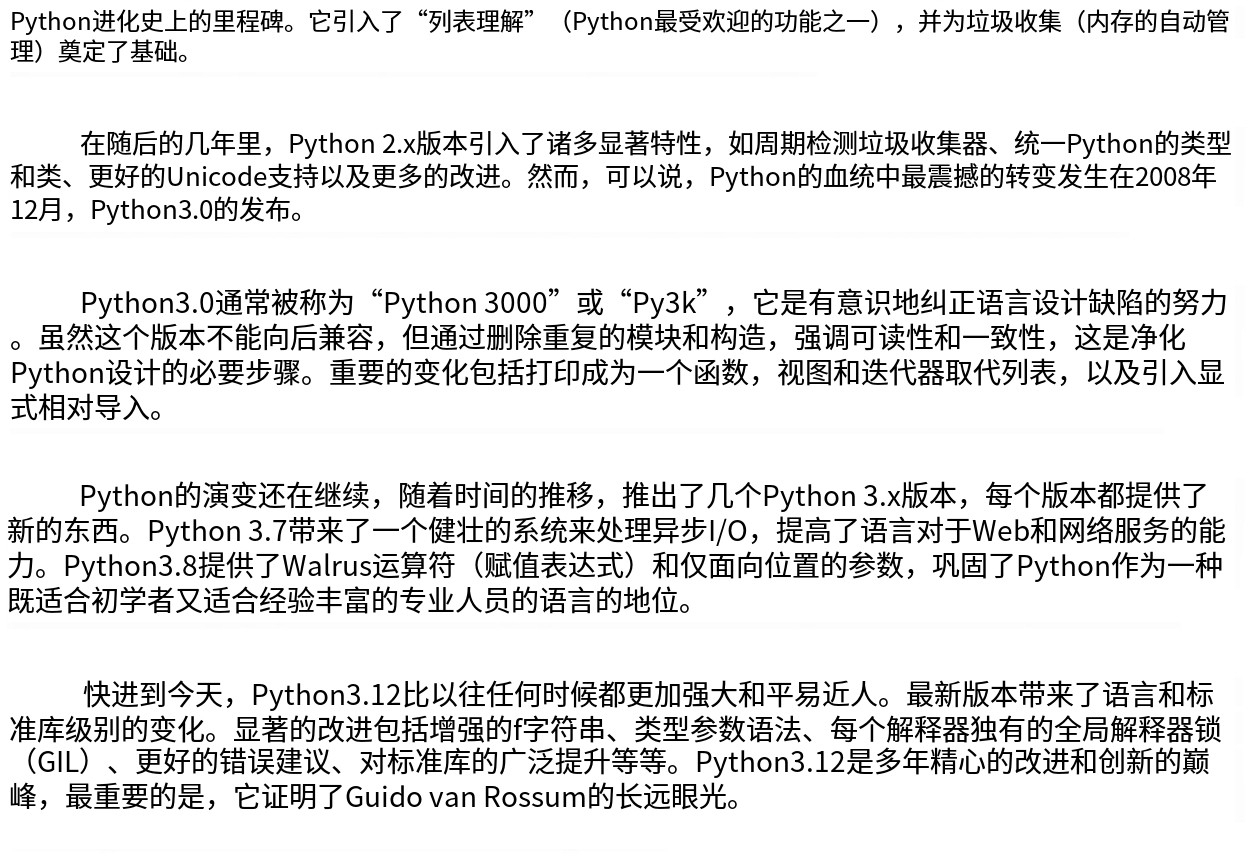 Python进化史上的里程碑。它引入了“列表理解”（Python最受欢迎的功能之一），并为垃圾收集（内存的自动管
理）奠定了基础。
在随后的几年里，Python 2.x版本引入了诸多显著特性，如周期检测垃圾收集器、统一Python的类型
和类、更好的Unicode支持以及更多的改进。然而，可以说，Python的血统中最震撼的转变发生在2008年
12月，Python3.0的发布。
Python3.0通常被称为“Python 3000”或“Py3k”，它是有意识地纠正语言设计缺陷的努力
。虽然这个版本不能向后兼容，但通过删除重复的模块和构造，强调可读性和一致性，这是净化
Python设计的必要步骤。重要的变化包括打印成为一个函数，视图和迭代器取代列表，以及引入显
式相对导入。
Python的演变还在继续，随着时间的推移，推出了几个Python 3.x版本，每个版本都提供了
新的东西。Python 3.7带来了一个健壮的系统来处理异步I/O，提高了语言对于Web和网络服务的能
力。Python3.8提供了Walrus运算符（赋值表达式）和仅面向位置的参数，巩固了Python作为一种
既适合初学者又适合经验丰富的专业人员的语言的地位。
快进到今天，Python3.12比以往任何时候都更加强大和平易近人。最新版本带来了语言和标
准库级别的变化。显著的改进包括增强的f字符串、类型参数语法、每个解释器独有的全局解释器锁
（GIL）、更好的错误建议、对标准库的广泛提升等等。Python3.12是多年精心的改进和创新的巅
峰，最重要的是，它证明了Guido van Rossum的长远眼光。